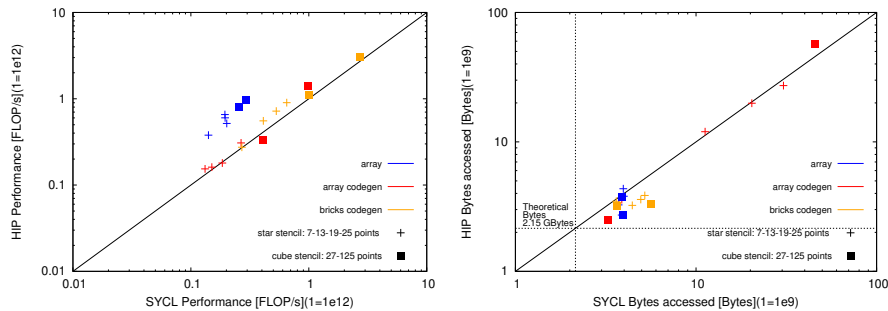 10
1
0.1
0.01
0.01
0.1
1
10
HIP Performance [FLOP/s](1=1e12)
SYCL Performance [FLOP/s](1=1e12)
array
array codegen
bricks codegen
star stencil: 7-13-19-25 points
cube stencil: 27-125 points
100
10
1
1
10
100
HIP Bytes accessed [Bytes](1=1e9)
SYCL Bytes accessed [Bytes](1=1e9)
Theoretical
Bytes
2.15 GBytes
array
array codegen
bricks codegen
star stencil: 7-13-19-25 points
cube stencil: 27-125 points